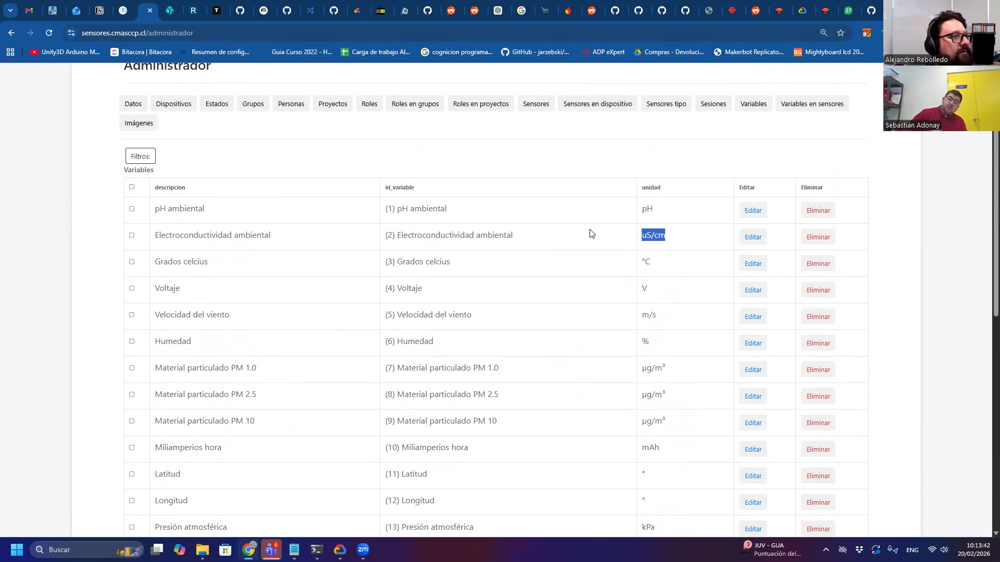 27
sensores.cmasccp.cl/administrador
Unity3D Arduino M...
Bitacora | Bitacora
Resumen de config...
Guia Curso 2022 - H...
Carga de trabajo Al...
cognicion programa...
GitHub - jarzebski/...
ADP eXpert
Compras - Devoluci...
Makerbot Replicato...
BG Mightyboard lcd 20...
Alejandro Rebolledo
Sebastián Adonay
Administrador
Datos Dispositivos Estados Grupos Personas Proyectos Roles Roles en grupos Roles en proyectos Sensores Sensores en dispositivo Sensores tipo Sesiones Variables Variables en sensores
Imágenes
Filtros:
Variables
descripcion id_variable unidad Editar Eliminar
pH ambiental (1) pH ambiental pH Editar Eliminar
Electroconductividad ambiental (2) Electroconductividad ambiental uS/cm Editar Eliminar
Grados celcius (3) Grados celcius °C Editar Eliminar
Voltaje (4) Voltaje V Editar Eliminar
Velocidad del viento (5) Velocidad del viento m/s Editar Eliminar
Humedad (6) Humedad % Editar Eliminar
Material particulado PM 1.0 (7) Material particulado PM 1.0 µg/m³ Editar Eliminar
Material particulado PM 2.5 (8) Material particulado PM 2.5 µg/m³ Editar Eliminar
Material particulado PM 10 (9) Material particulado PM 10 µg/m³ Editar Eliminar
Miliamperios hora (10) Miliamperios hora mAh Editar Eliminar
Latitud (11) Latitud ° Editar Eliminar
Longitud (12) Longitud ° Editar Eliminar
Presión atmosférica (13) Presión atmosférica kPa Editar Eliminar
Buscar
6
zm
3
JUV - GUA
Puntuación del...
ENG
10:13:42
20/02/2026